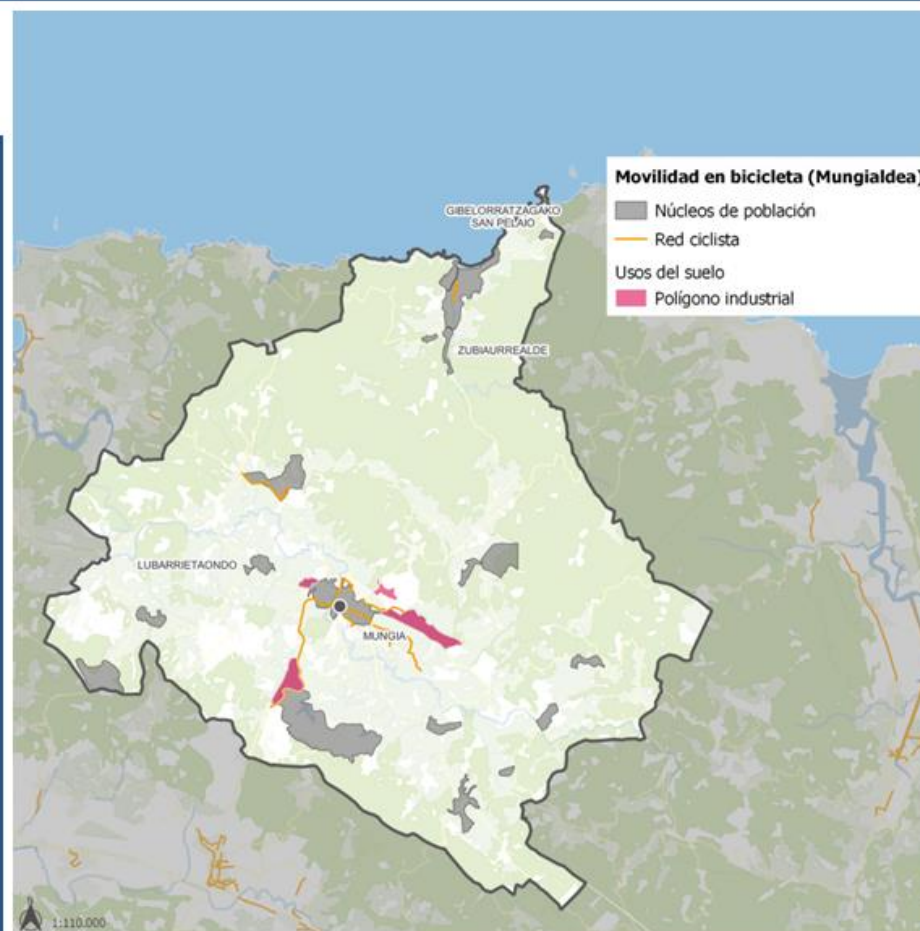 Movilidad en bicicleta (Mungialdea)
Núcleos de población
Red ciclista
Usos del suelo
Polígono industrial
GIBELORRATZAGAKO
SAN PELAIO
ZUBIAURREALDE
LUBARRIETAONDO
MUNGIA
1:110.000